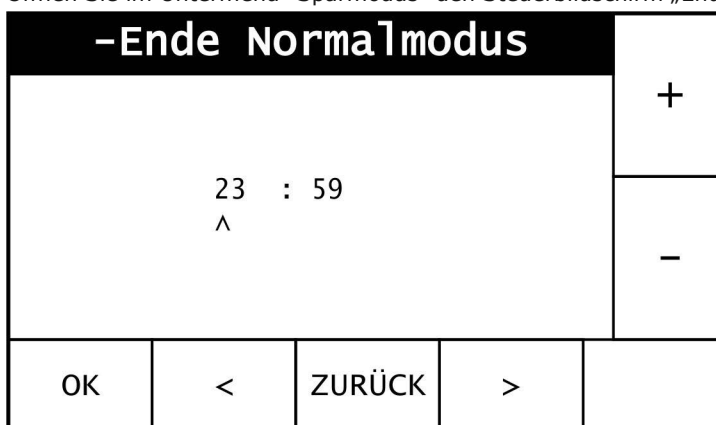 -Ende Normalmodus
+
23 : 59
^
-
OK < ZURÜCK >